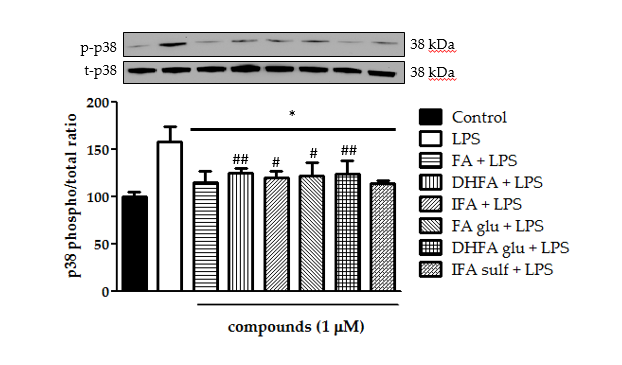 p-p38
38 kDa
t-p38
38 kDa
200
150
100
50
0
p38 phospho/total ratio
*
##
#
#
##
compounds (1 µM)
Control
LPS
FA + LPS
DHFA + LPS
IFA + LPS
FA glu + LPS
DHFA glu + LPS
IFA sulf + LPS